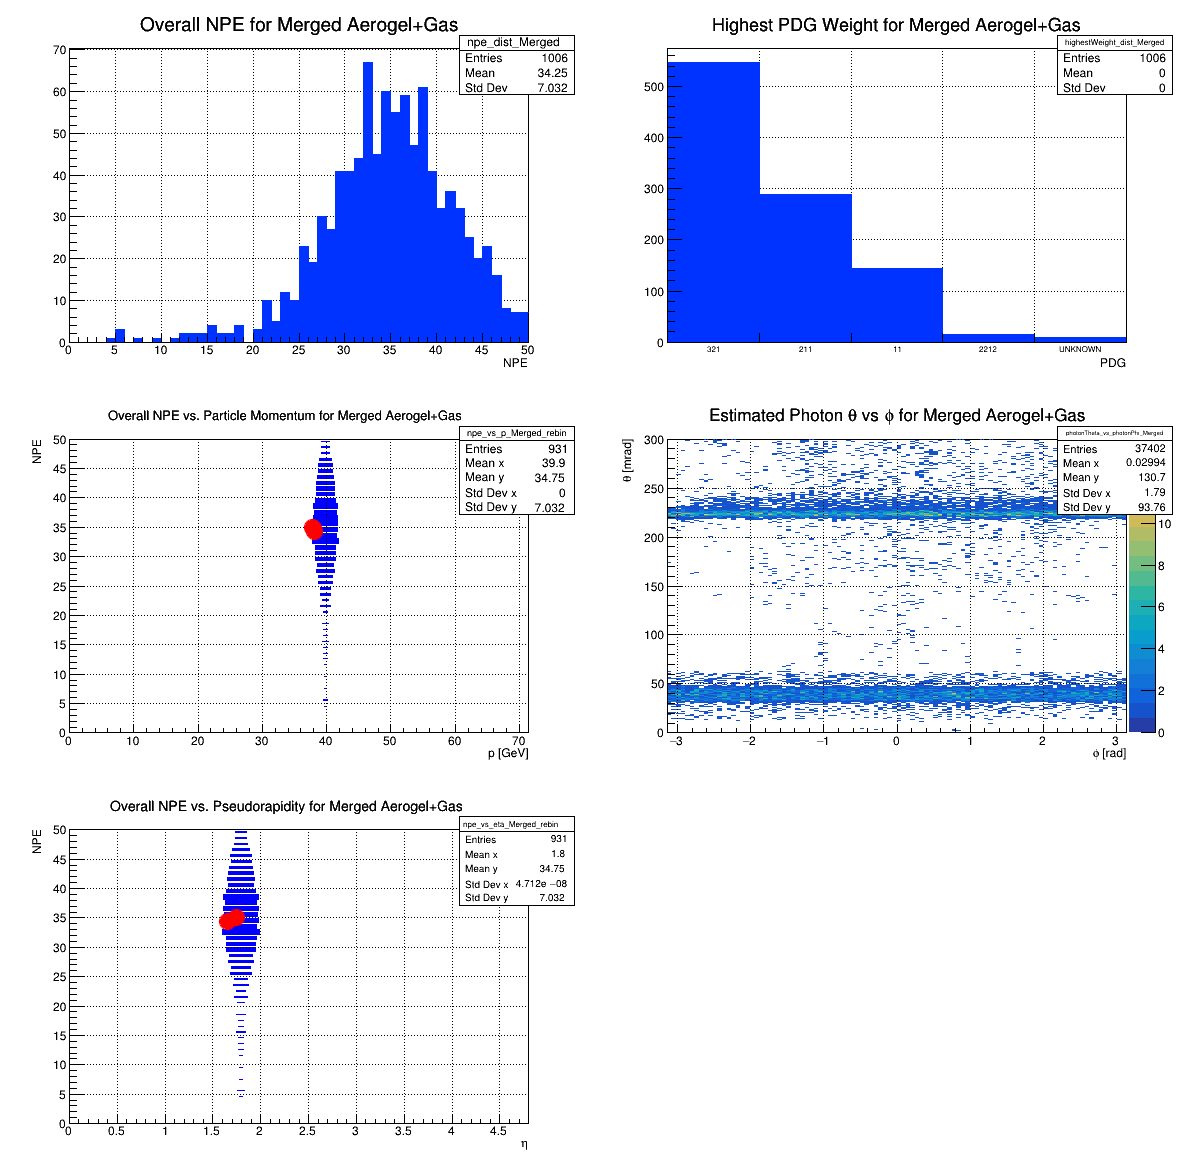 Overall NPE for Merged Aerogel+Gas
npe_dist_Merged
Entries 1006
Mean 34.25
Std Dev 7.032
70
60
50
40
30
20
10
0
0 5 10 15 20 25 30 35 40 45 50
NPE
Highest PDG Weight for Merged Aerogel+Gas
highestWeight_dist_Merged
Entries 1006
Mean 0
Std Dev 0
500
400
300
200
100
0
321 211 11 2212 UNKNOWN
PDG
Overall NPE vs. Particle Momentum for Merged Aerogel+Gas
npe_vs_p_Merged_rebin
Entries 931
Mean x 39.9
Mean y 34.75
Std Dev x 0
Std Dev y 7.032
NPE
50
45
40
35
30
25
20
15
10
5
0
0 10 20 30 40 50 60 70
p [GeV]
Estimated Photon θ vs ϕ for Merged Aerogel+Gas
photonTheta_vs_photonPhi_Merged
Entries 37402
Mean x 0.02994
Mean y 130.7
Std Dev x 1.79
Std Dev y 93.76
θ [mrad]
300
250
200
150
100
50
0
−3 −2 −1 0 1 2 3
ϕ [rad]
10
8
6
4
2
0
Overall NPE vs. Pseudorapidity for Merged Aerogel+Gas
npe_vs_eta_Merged_rebin
Entries 931
Mean x 1.8
Mean y 34.75
Std Dev x 4.712e −08
Std Dev y 7.032
NPE
50
45
40
35
30
25
20
15
10
5
0
0 0.5 1 1.5 2 2.5 3 3.5 4 4.5
η